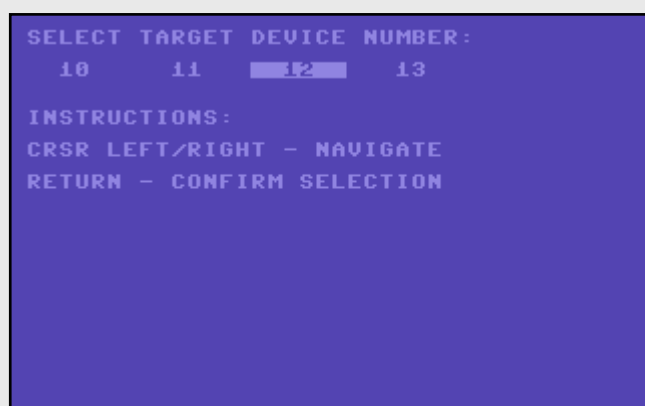 SELECT TARGET DEVICE NUMBER:
10 11 12 13
INSTRUCTIONS:
CRSR LEFT/RIGHT - NAVIGATE
RETURN - CONFIRM SELECTION